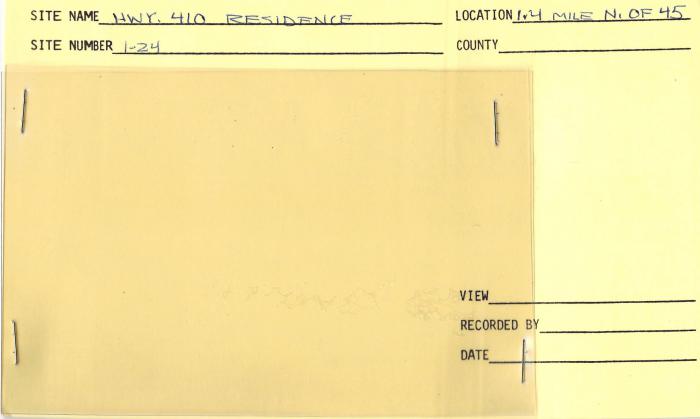 SITE NAME HWY. 410 RESIDENCE LOCATION 1.4 MILE N. OF 45
SITE NUMBER 1-24 COUNTY
VIEW
RECORDED BY
DATE